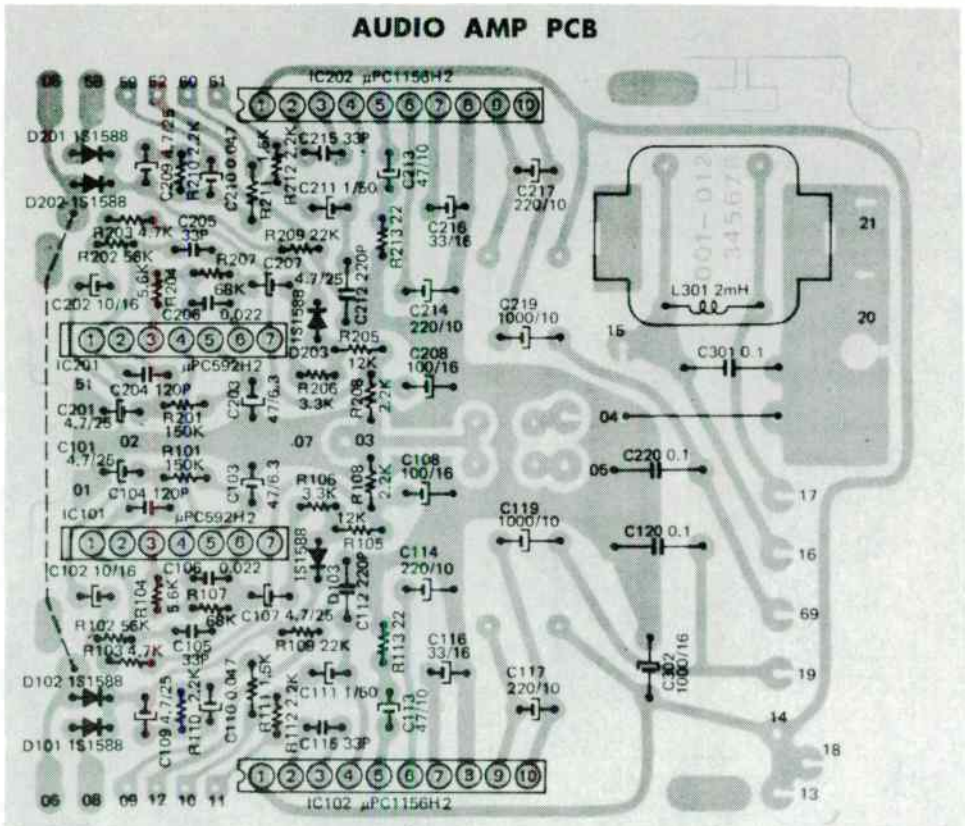 AUDIO AMP PCB
06 58 59 62 60 61
IC202 µPC1156H2
1 2 3 4 5 6 7 8 9 10
D201 1S1588
C209 4.7/25
R210 2.2K
C210 0.047
R211 1.5K
R212 2.2K
C215 33P
C213 47/10
C217 220/10
D202 1S1588
C211 1/50
C216 33/16
R203 4.7K
C205 33P
R209 22K
R213 22
21
R202 56K
R204 5.6K
R207 68K
C207 4.7/25
C212 220P
C202 10/16
C206 0.022
1S1588 D203
C214 220/10
C219 1000/10
L301 2mH
20
1 2 3 4 5 6 7
IC201 µPC592H2
R205 12K
C208 100/16
15
C301 0.1
51
C204 120P
C203 47/6.3
R206 3.3K
R208 2.2K
C201 4.7/25
R201 150K
04
02 07 03
C101 4.7/25
R101 150K
C103 47/6.3
R106 3.3K
R108 2.2K
C108 100/16
05
C220 0.1
17
01
C104 120P
IC101 µPC592H2
1 2 3 4 5 6 7
12K R105
C119 1000/10
C120 0.1
16
C102 10/16
R104 5.6K
C106 0.022
R107 68K
1S1588 D103
C112 220P
C114 220/10
C107 4.7/25
69
R102 56K
R103 4.7K
C105 33P
R109 22K
R113 22
C116 33/16
C302 1000/16
19
D102 1S1588
C109 4.7/25
R110 2.2K
C110 0.047
R111 1.5K
R112 2.2K
C111 1/50
C113 47/10
C117 220/10
14
D101 1S1588
C115 33P
18
1 2 3 4 5 6 7 8 9 10
13
06 08 09 12 10 11
IC102 µPC1156H2